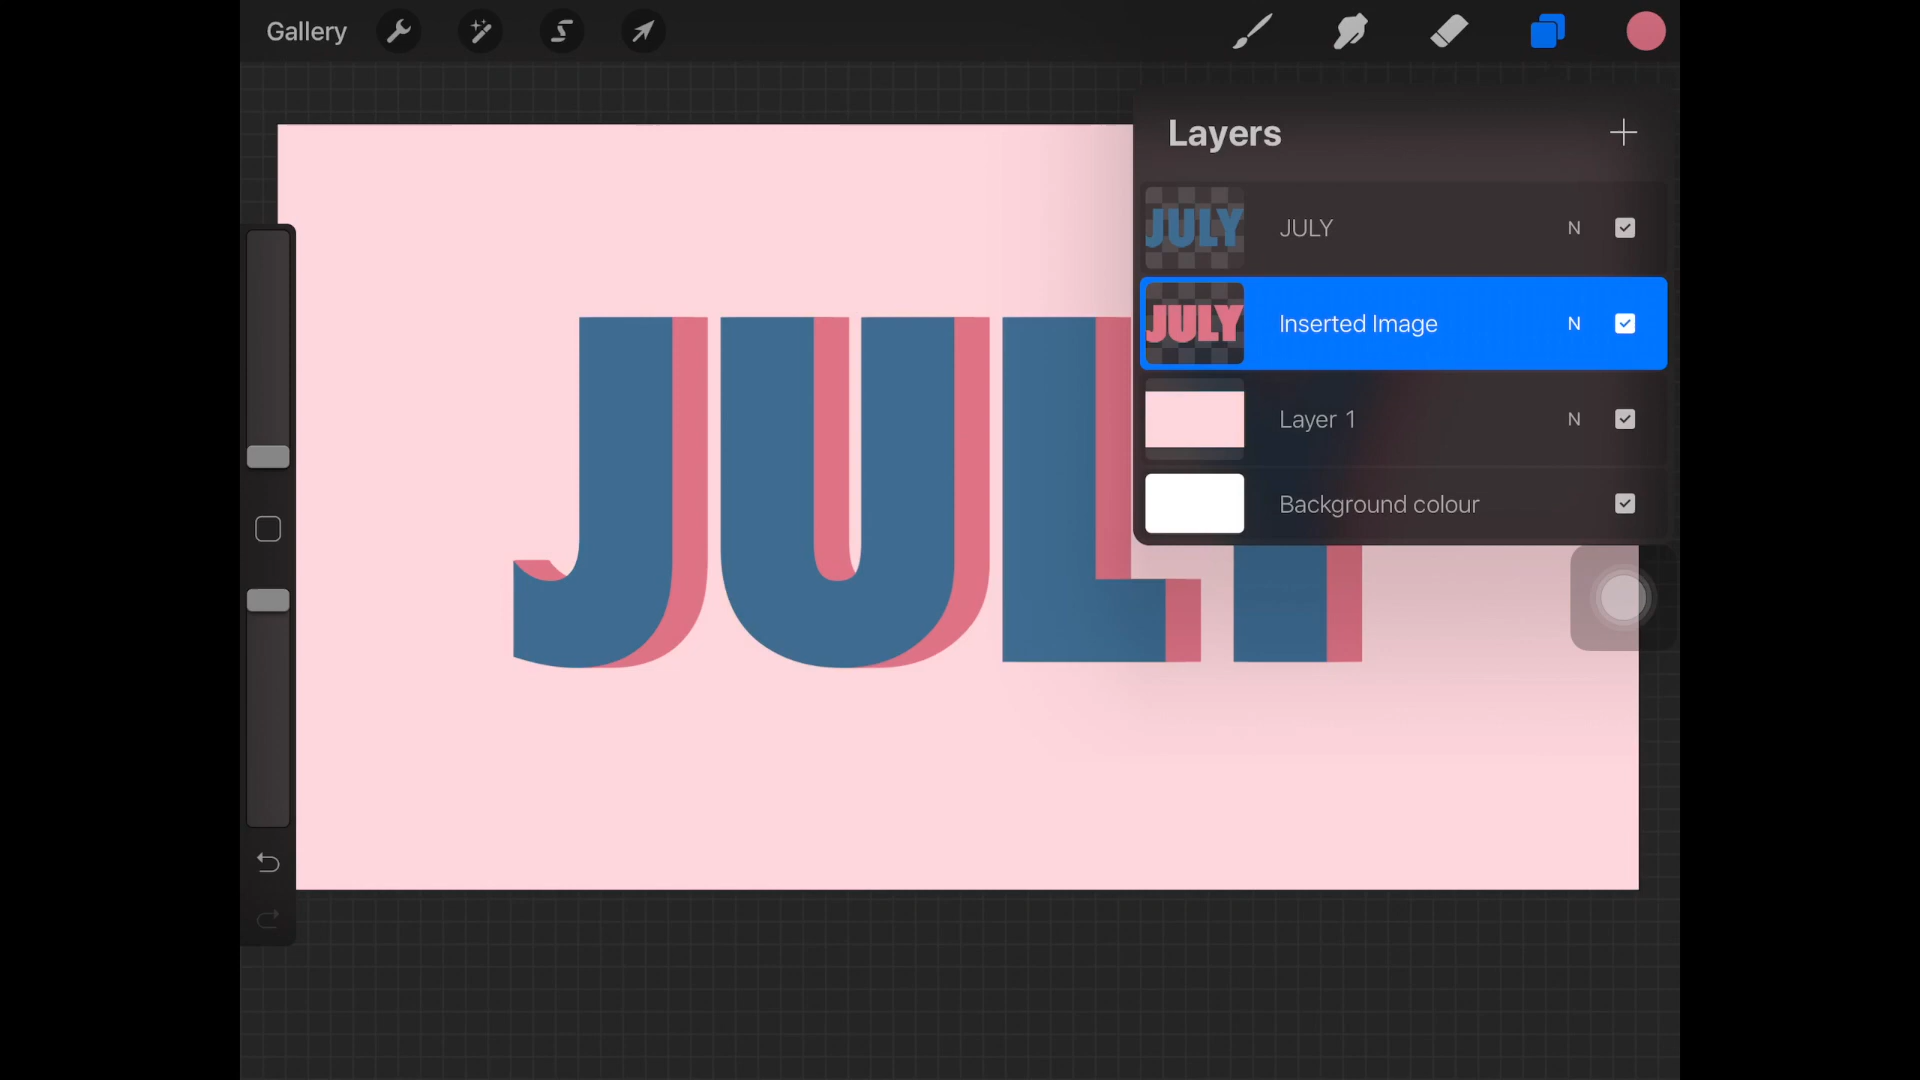 Gallery
Layers
JULY
JULY N
JULY
Inserted Image N
Layer 1 N
Background colour
JULY